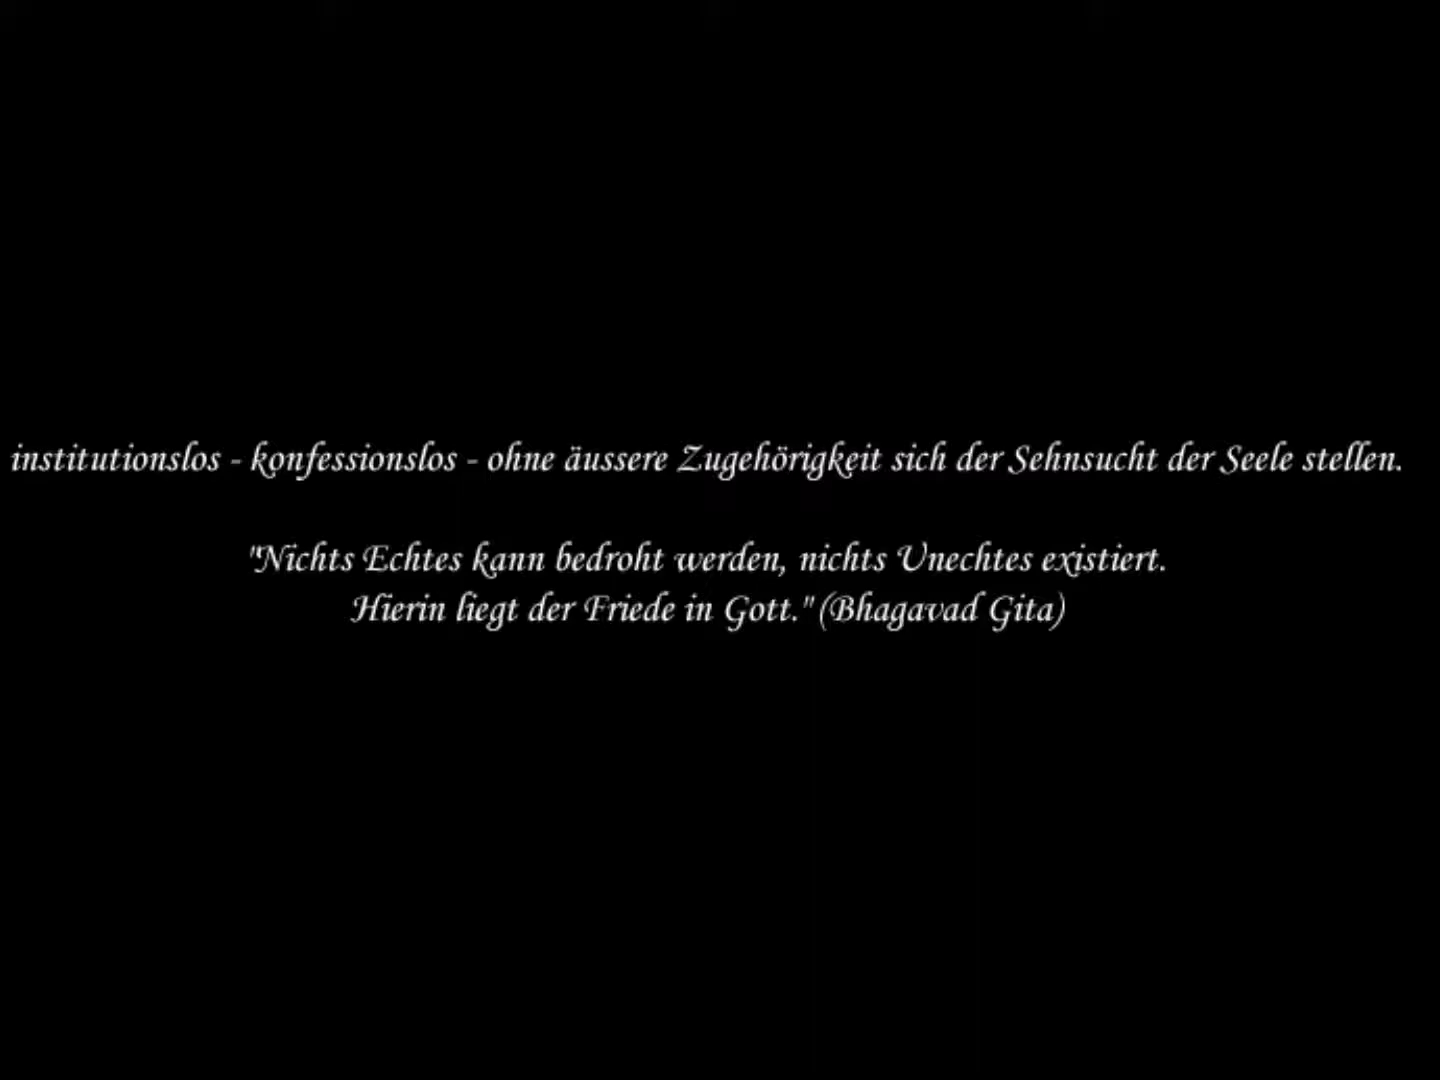 institutionslos - konfessionslos - ohne äussere Zugehörigkeit sich der Sehnsucht der Seele stellen.
"Nichts Echtes kann bedroht werden, nichts Unechtes existiert.
Hierin liegt der Friede in Gott." (Bhagavad Gita)